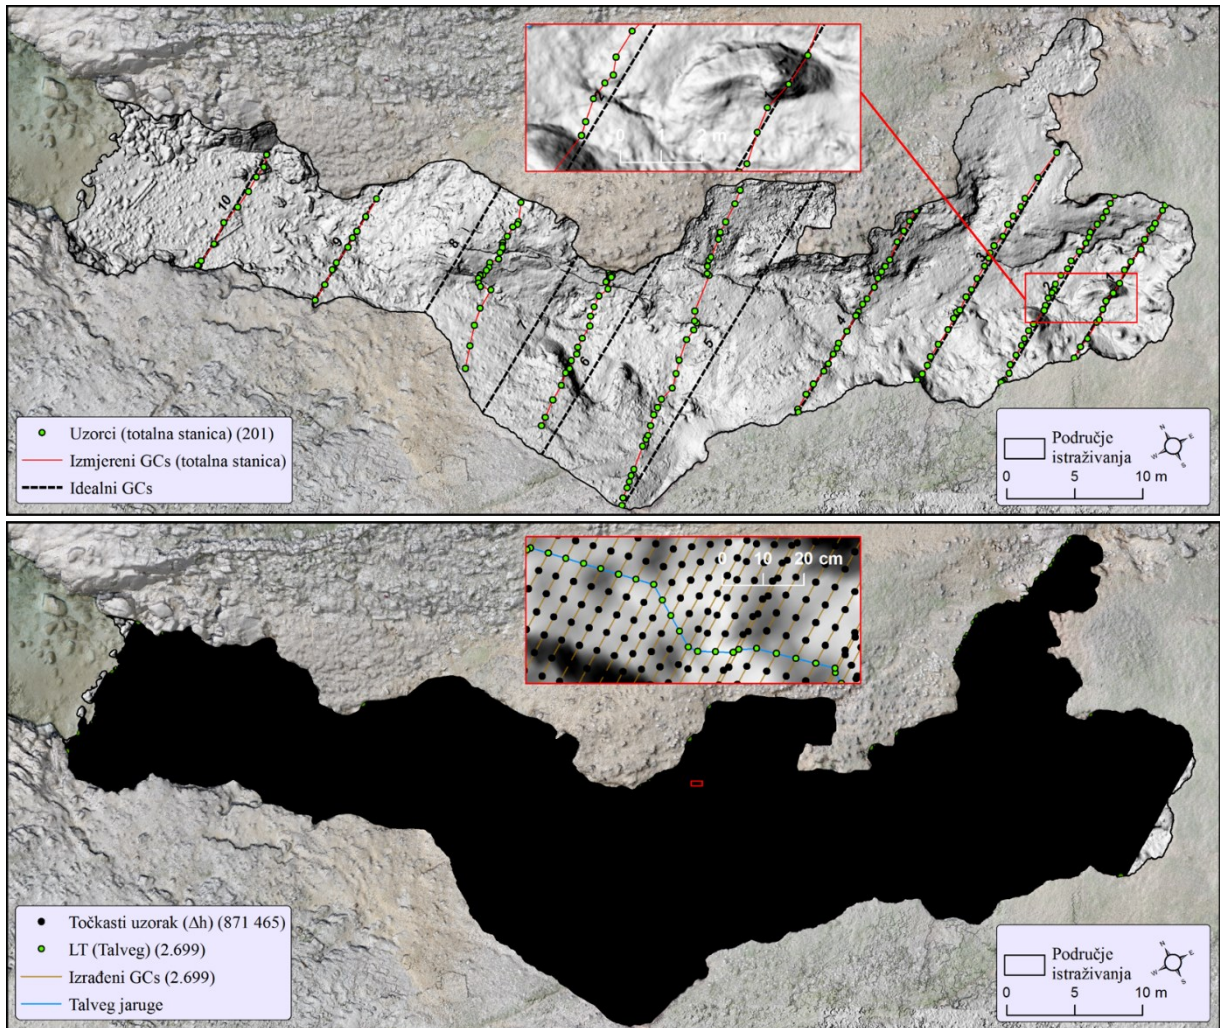 0 1 2 m
10
9
8
7
6
5
4
3
2
1
Uzorci (totalna stanica) (201)
Izmjereni GCs (totalna stanica)
Idealni GCs
Područje
istraživanja
N
E
W
S
0 5 10 m
0 10 20 cm
Točkasti uzorak (Δh) (871 465)
LT (Talveg) (2.699)
Izrađeni GCs (2.699)
Talveg jaruge
Područje
istraživanja
N
E
W
S
0 5 10 m